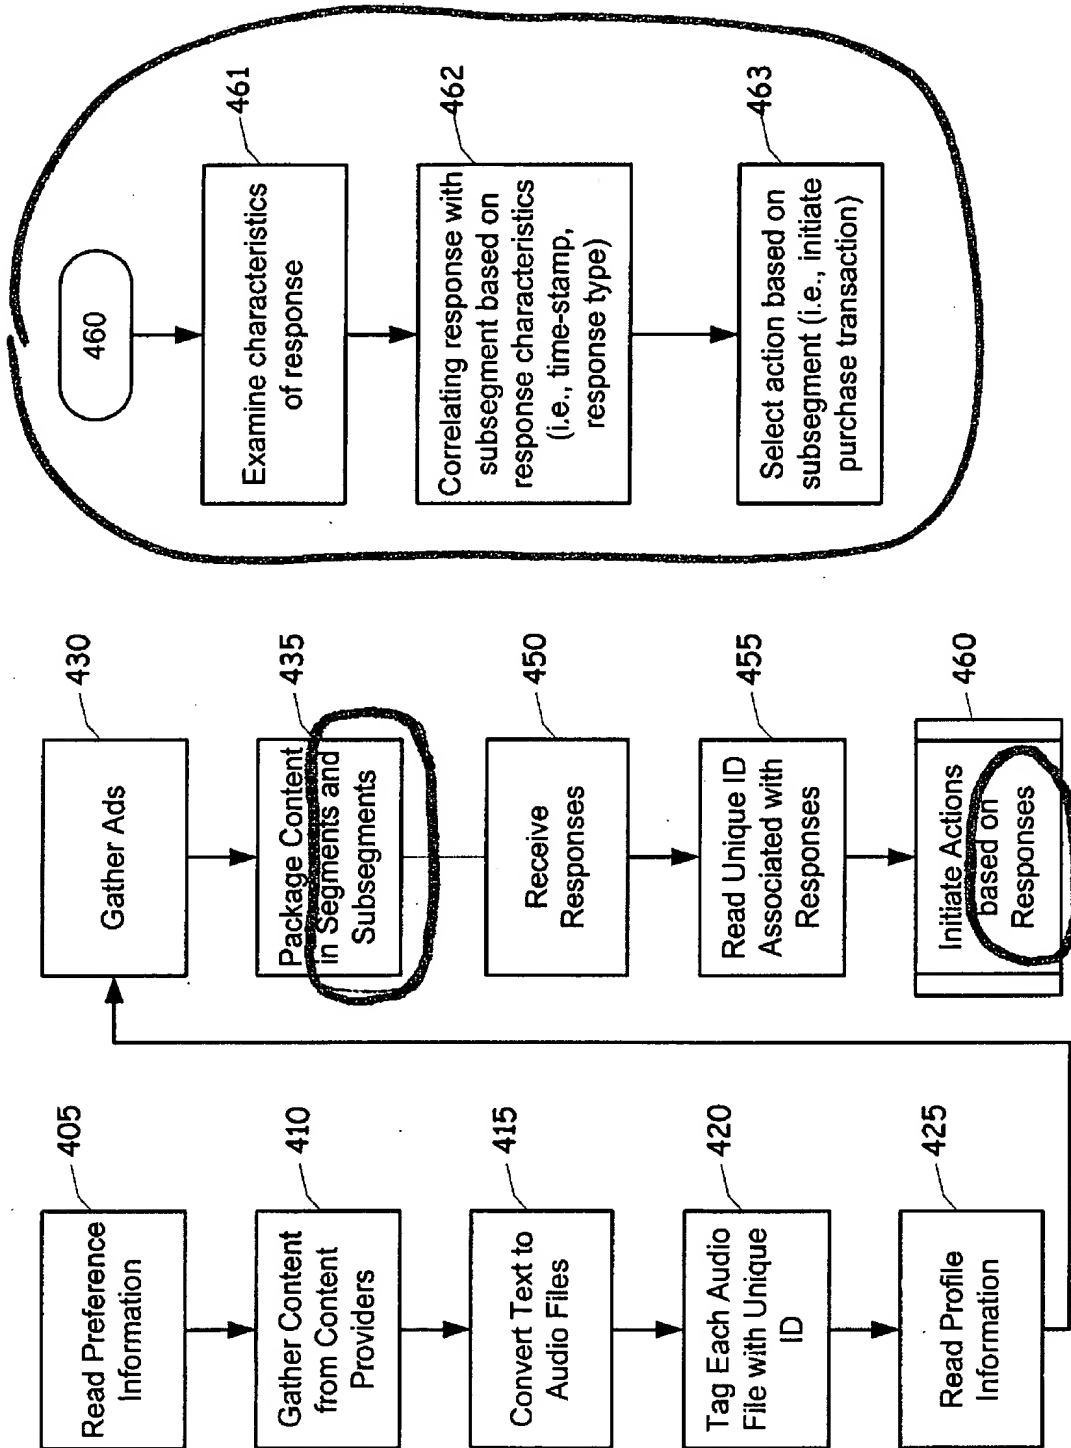 405
Read Preference
Information
410
Gather Content
from Content
Providers
415
Convert Text to
Audio Files
420
Tag Each Audio
File with Unique
ID
425
Read Profile
Information
430
Gather Ads
435
Package Content
in Segments and
Subsegments
450
Receive
Responses
455
Read Unique ID
Associated with
Responses
460
Initiate Actions
based on
Responses
460
461
Examine characteristics
of response
462
Correlating response with
subsegment based on
response characteristics
(i.e., time-stamp,
response type)
463
Select action based on
subsegment (i.e., initiate
purchase transaction)